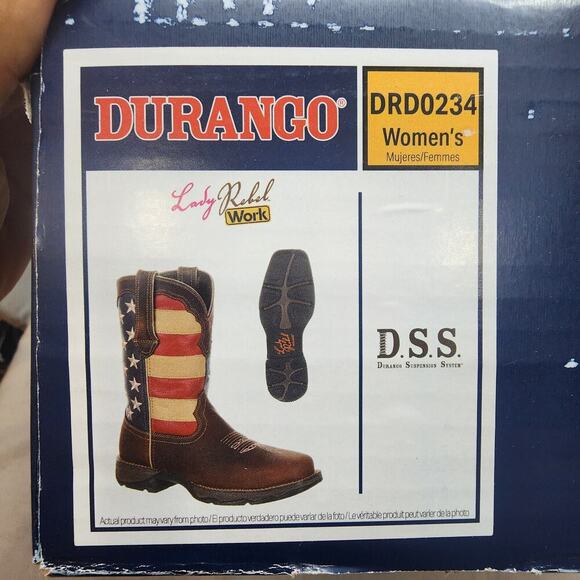 DURANGO®
DRD0234
Women's
Mujeres/Femmes
Lady Rebel
Work
D.S.S.
DURANGO SUSPENSION SYSTEM™
Actual product may vary from photo / El producto verdadero puede variar de la foto / Le véritable produit peut varier de la photo